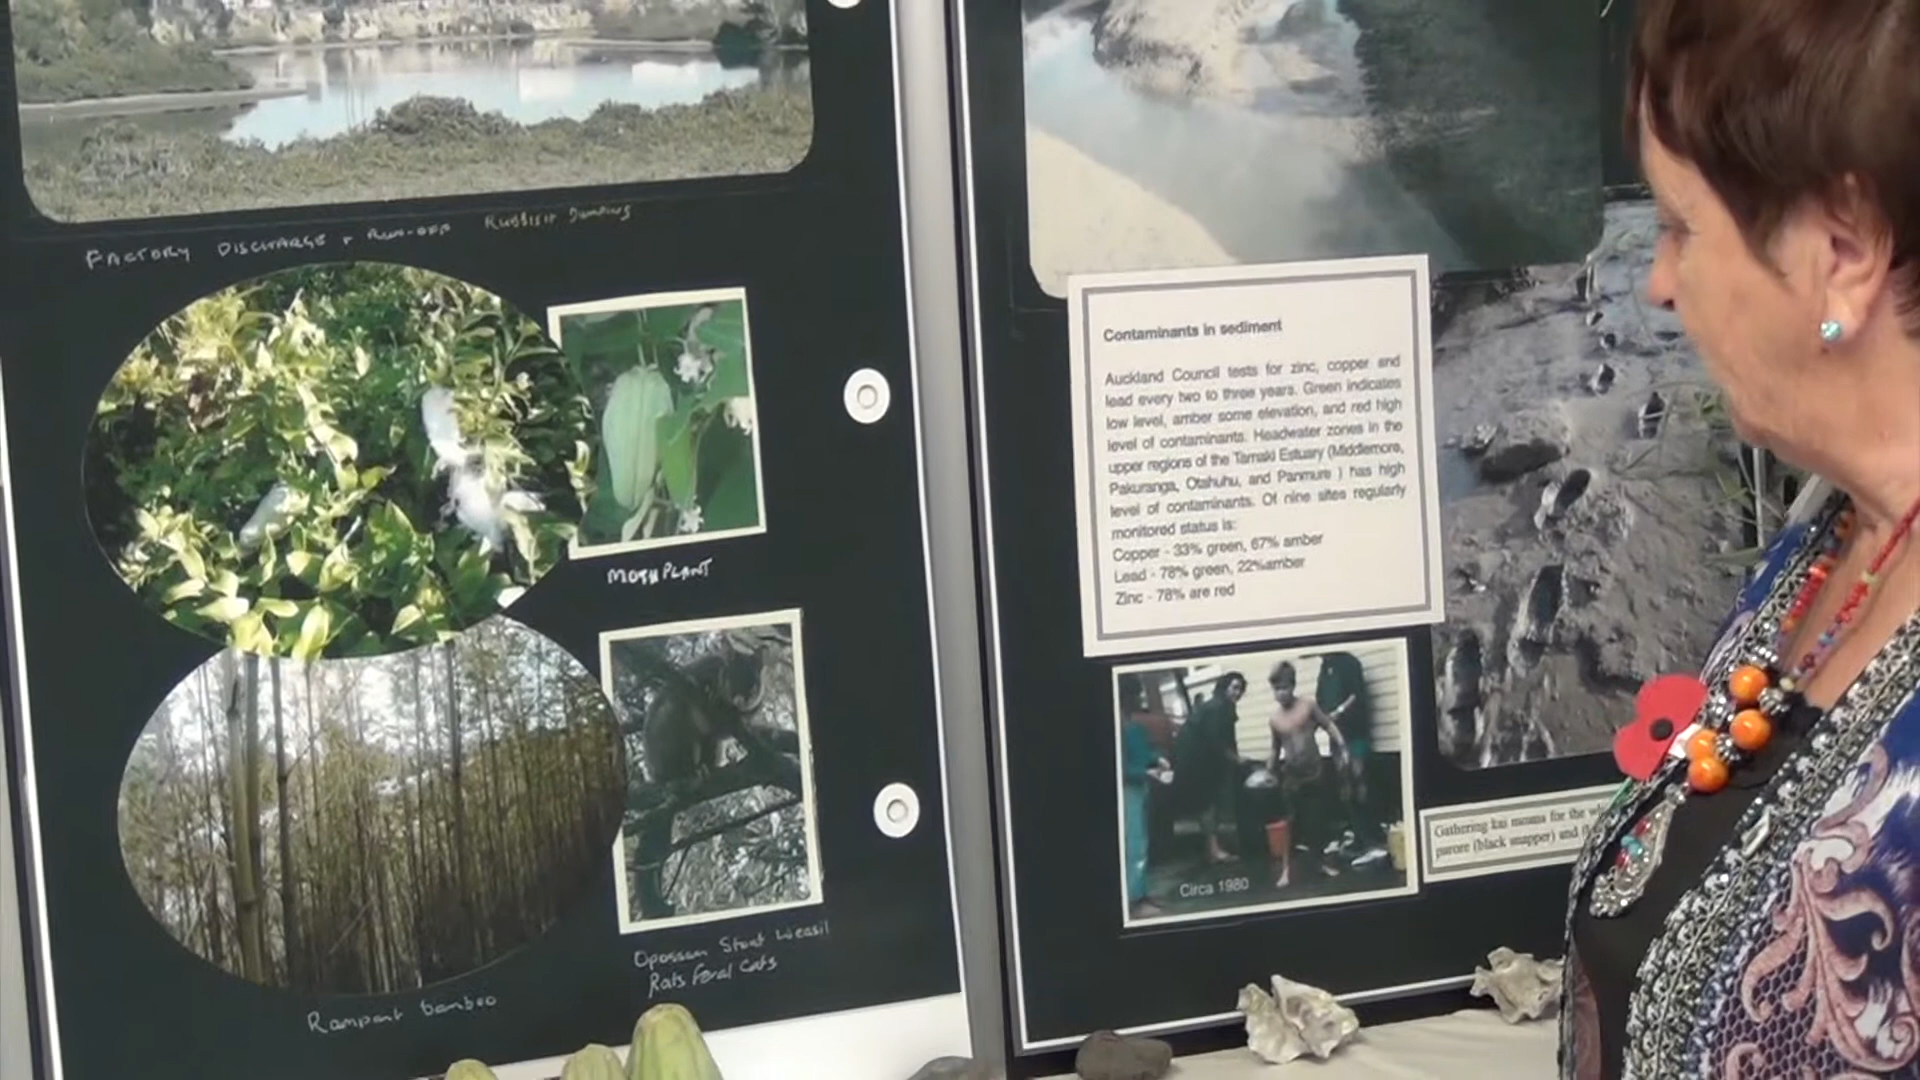 FACTORY DISCHARGE + RUN-OFF RUBBISH DUMPING
MOTHPLANT
Opossum Stoat Weasil
Rats Feral Cats
Rampant bamboo
Contaminants in sediment
Auckland Council tests for zinc, copper and
lead every two to three years. Green indicates
low level, amber some elevation, and red high
level of contaminants. Headwater zones in the
upper regions of the Tamaki Estuary (Middlemore,
Pakuranga, Otahuhu, and Panmure ) has high
level of contaminants. Of nine sites regularly
monitored status is:
Copper - 33% green, 67% amber
Lead - 78% green, 22%amber
Zinc - 78% are red
Circa 1980
Gathering kai moana for the
parore (black snapper) and